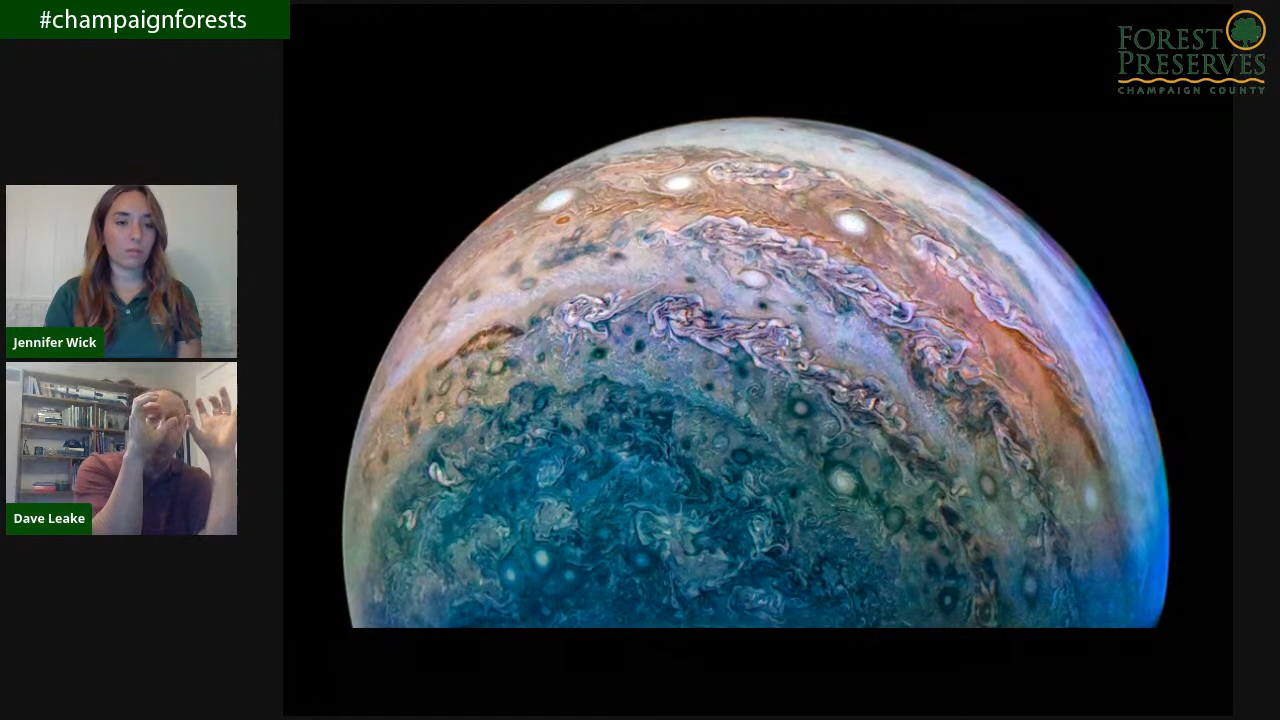 #champaignforests
FOREST
PRESERVES
CHAMPAIGN COUNTY
Jennifer Wick
Dave Leake